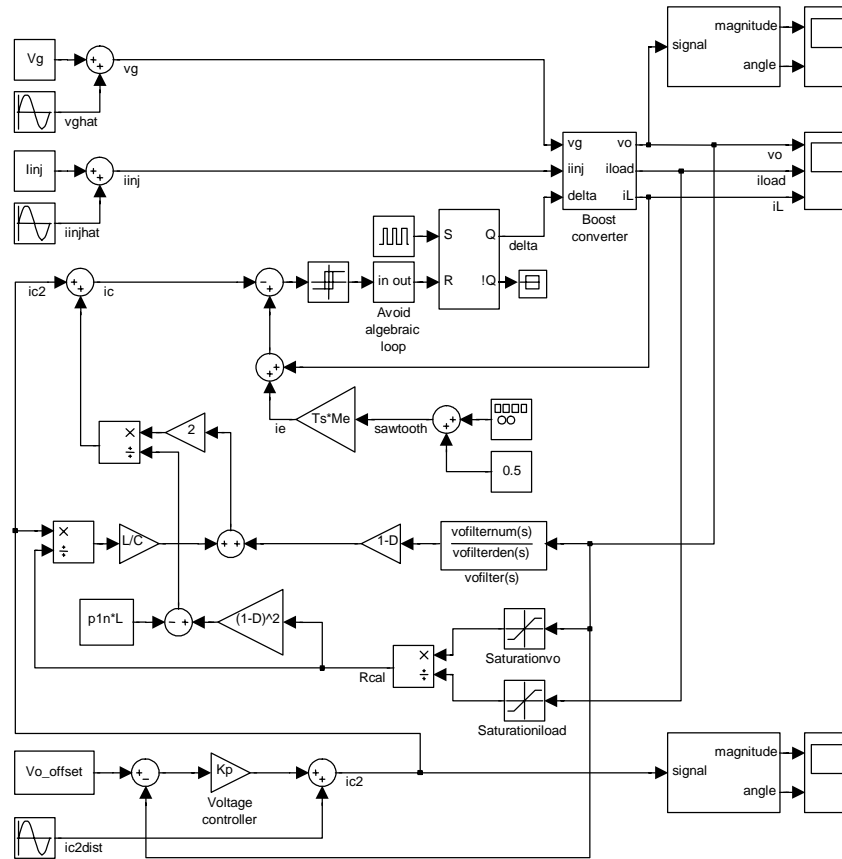 magnitude
signal
angle
Vg
vg
vghat
vg
vo
vo
Iinj
iinj
iinj
iload
iload
iinjhat
delta
iL
iL
Boost
converter
S
Q
delta
R
!Q
in out
Avoid
algebraic
loop
ic2
ic
Ts*Me
ie
sawtooth
0.5
2
×
÷
×
÷
L/C
1-D
vofilternum(s)
vofilterden(s)
vofilter(s)
p1n*L
(1-D)^2
Rcal
×
÷
Saturationvo
Saturationiload
Vo_offset
Kp
Voltage
controller
ic2
ic2dist
magnitude
signal
angle